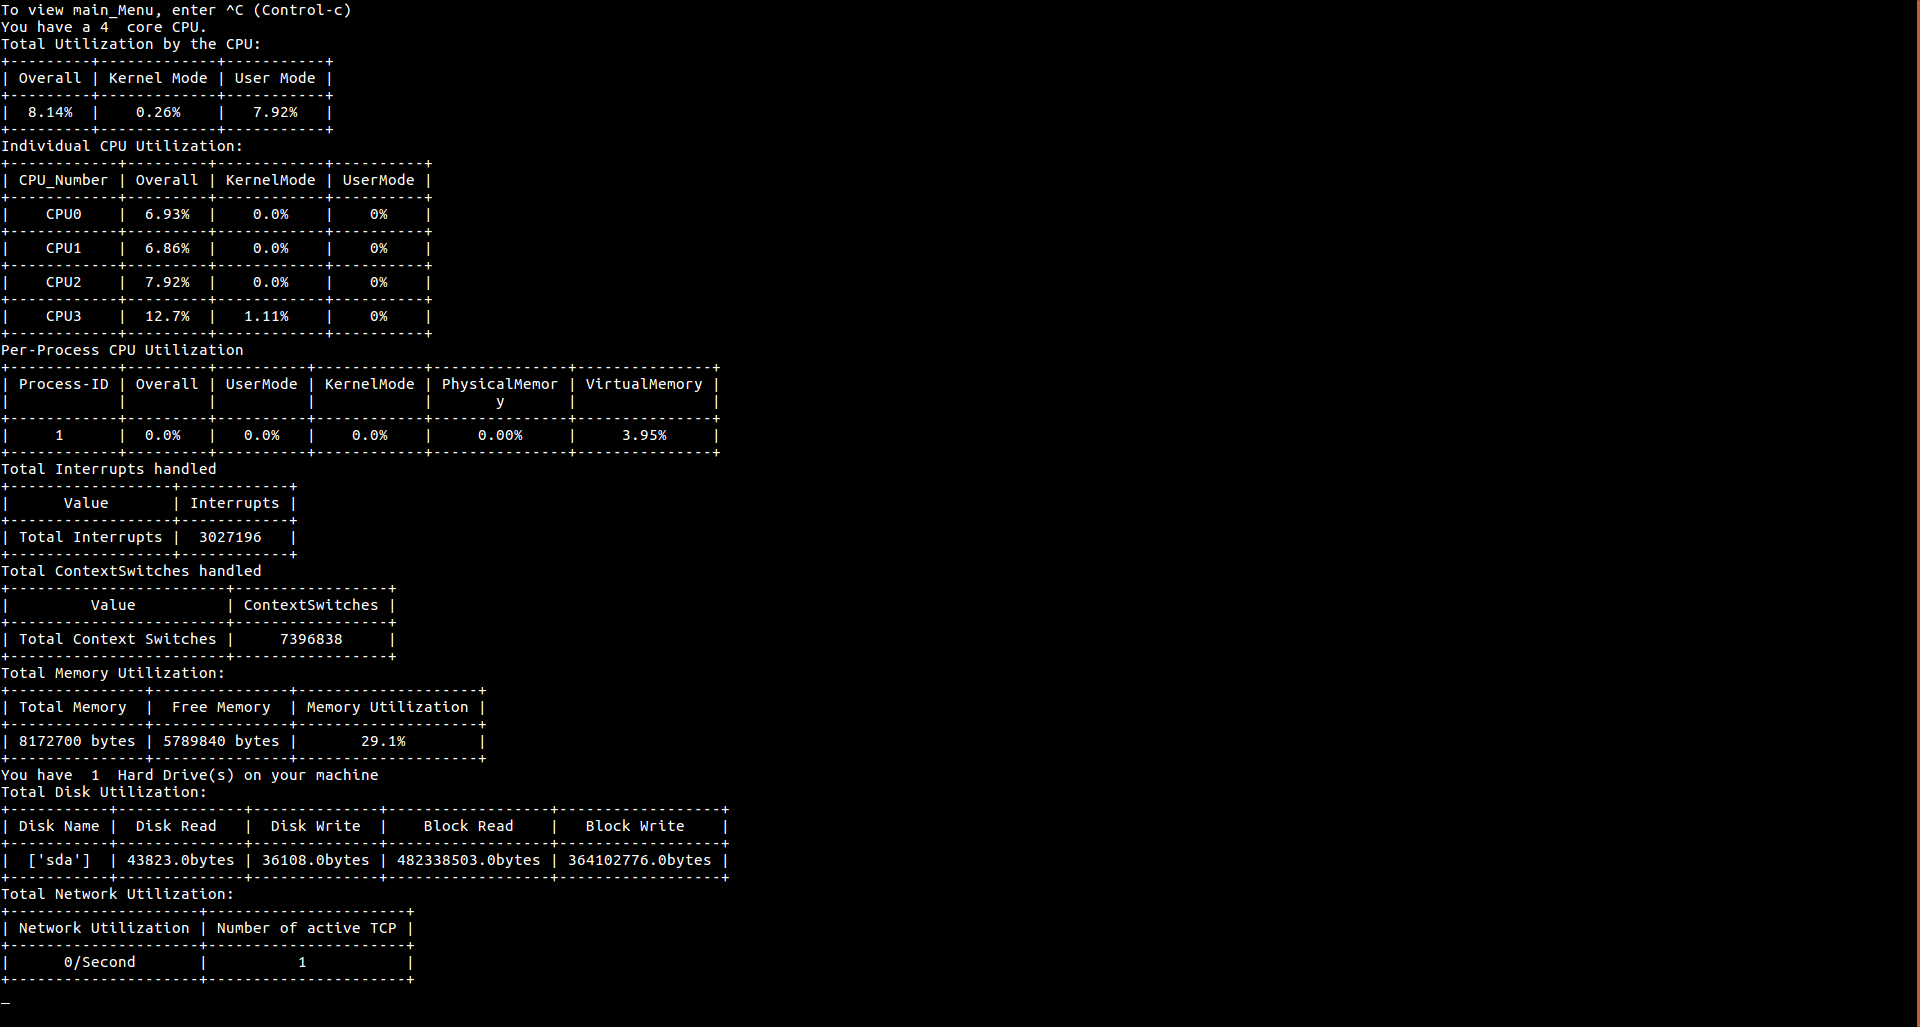 To view main_Menu, enter ^C (Control-c)
You have a 4  core CPU.
Total Utilization by the CPU:
+---------+-------------+-----------+
| Overall | Kernel Mode | User Mode |
+---------+-------------+-----------+
|  8.14%  |    0.26%    |   7.92%   |
+---------+-------------+-----------+
Individual CPU Utilization:
+------------+---------+------------+----------+
| CPU_Number | Overall | KernelMode | UserMode |
+------------+---------+------------+----------+
|    CPU0    |  6.93%  |    0.0%    |    0%    |
+------------+---------+------------+----------+
|    CPU1    |  6.86%  |    0.0%    |    0%    |
+------------+---------+------------+----------+
|    CPU2    |  7.92%  |    0.0%    |    0%    |
+------------+---------+------------+----------+
|    CPU3    |  12.7%  |   1.11%    |    0%    |
+------------+---------+------------+----------+
Per-Process CPU Utilization
+------------+---------+----------+------------+---------------+---------------+
| Process-ID | Overall | UserMode | KernelMode | PhysicalMemor | VirtualMemory |
|            |         |          |            |       y       |               |
+------------+---------+----------+------------+---------------+---------------+
|     1      |  0.0%   |   0.0%   |    0.0%    |     0.00%     |     3.95%     |
+------------+---------+----------+------------+---------------+---------------+
Total Interrupts handled
+------------------+------------+
|      Value       | Interrupts |
+------------------+------------+
| Total Interrupts |  3027196   |
+------------------+------------+
Total ContextSwitches handled
+------------------------+-----------------+
|         Value          | ContextSwitches |
+------------------------+-----------------+
| Total Context Switches |     7396838     |
+------------------------+-----------------+
Total Memory Utilization:
+---------------+---------------+--------------------+
| Total Memory  |  Free Memory  | Memory Utilization |
+---------------+---------------+--------------------+
| 8172700 bytes | 5789840 bytes |       29.1%        |
+---------------+---------------+--------------------+
You have  1  Hard Drive(s) on your machine
Total Disk Utilization:
+-----------+--------------+--------------+------------------+------------------+
| Disk Name |  Disk Read   |  Disk Write  |    Block Read    |   Block Write    |
+-----------+--------------+--------------+------------------+------------------+
|  ['sda']  | 43823.0bytes | 36108.0bytes | 482338503.0bytes | 364102776.0bytes |
+-----------+--------------+--------------+------------------+------------------+
Total Network Utilization:
+---------------------+----------------------+
| Network Utilization | Number of active TCP |
+---------------------+----------------------+
|      0/Second       |          1           |
+---------------------+----------------------+
_